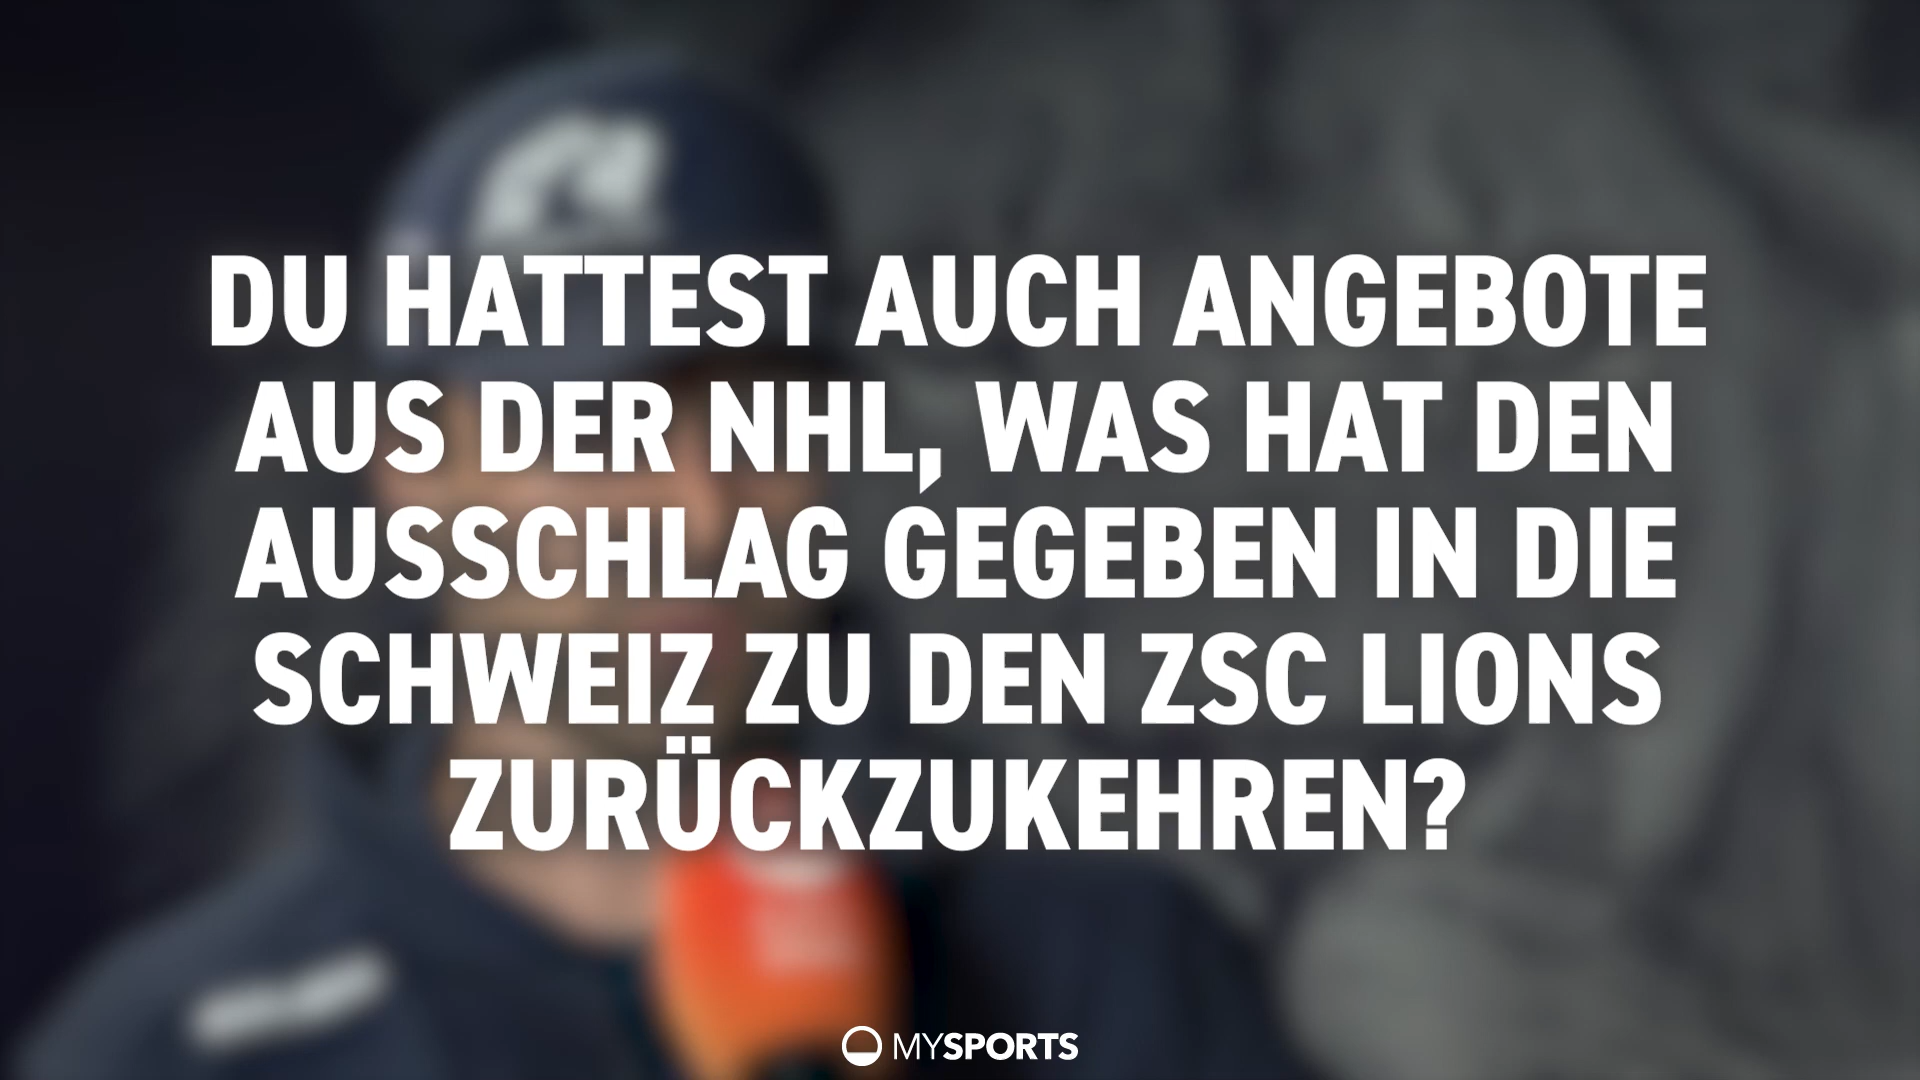 DU HATTEST AUCH ANGEBOTE
AUS DER NHL, WAS HAT DEN
AUSSCHLAG GEGEBEN IN DIE
SCHWEIZ ZU DEN ZSC LIONS
ZURÜCKZUKEHREN?
MYSPORTS